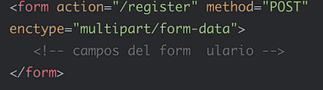 <form action="/register" method="POST"
enctype="multipart/form-data">
<!-- campos del form  ulario -->
</form>